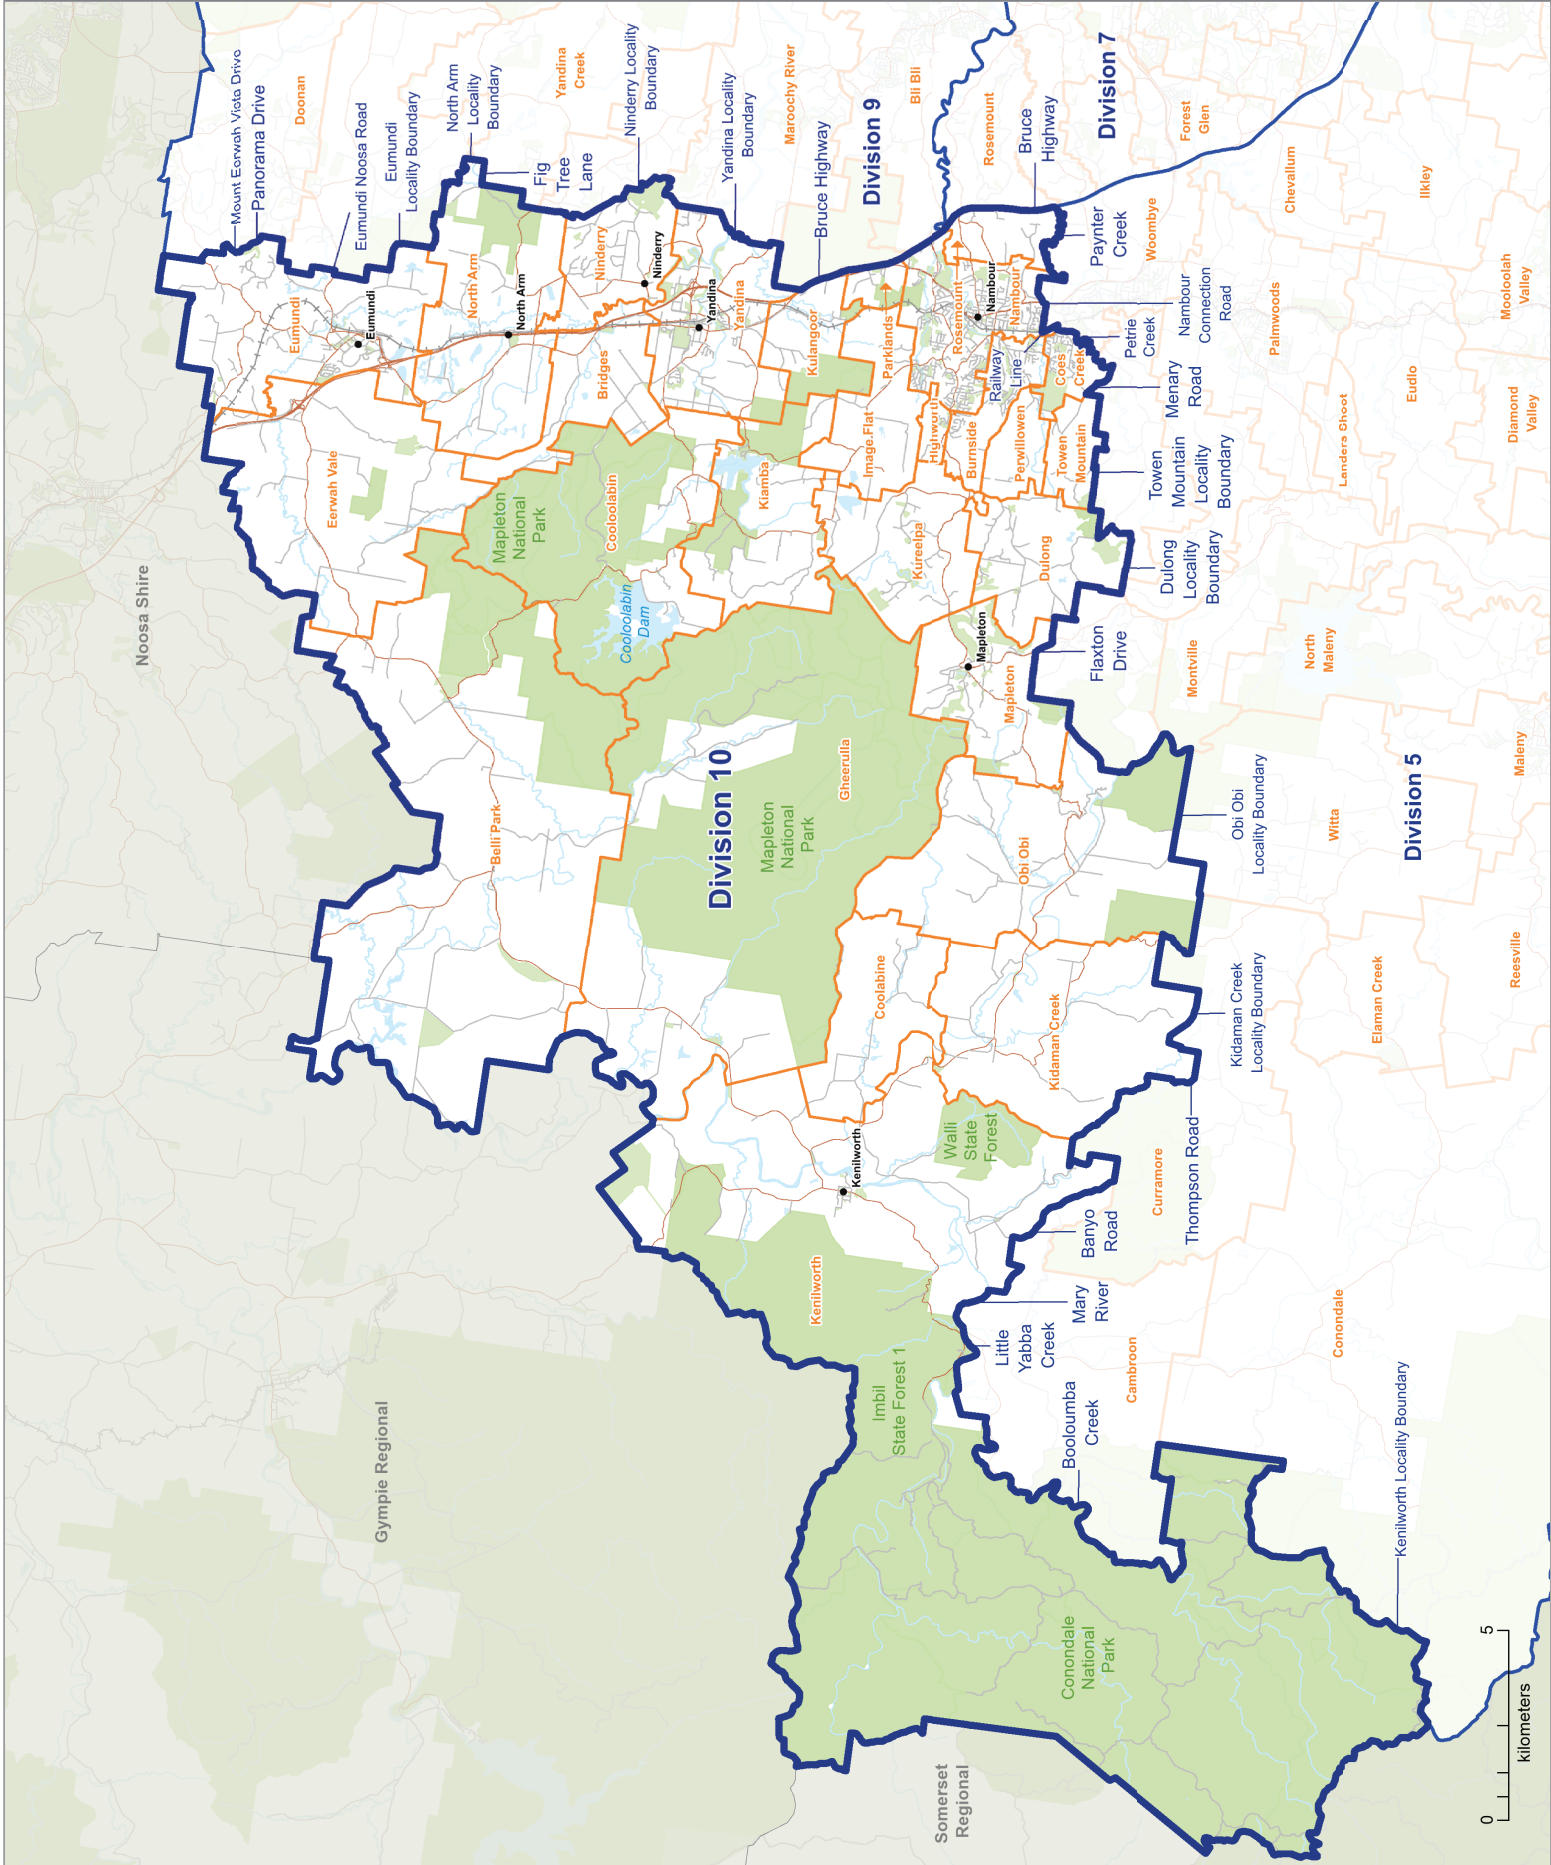 Noosa Shire
Gympie Regional
Somerset
Regional
Division 10
Division 9
Division 7
Division 5
Mount Eerwah Vista Drive
Panorama Drive
Eumundi Noosa Road
Eumundi
Locality Boundary
North Arm
Locality
Boundary
Fig
Tree
Lane
Ninderry Locality
Boundary
Yandina Locality
Boundary
Bruce Highway
Bruce
Highway
Paynter
Creek
Nambour
Connection
Road
Petrie
Creek
Menary
Road
Towen
Mountain
Locality
Boundary
Dulong
Locality
Boundary
Flaxton
Drive
Obi Obi
Locality Boundary
Kidaman Creek
Locality Boundary
Thompson Road
Banyo
Road
Mary
River
Little
Yabba
Creek
Booloumba
Creek
Kenilworth Locality Boundary
Railway
Line
Doonan
Yandina
Creek
Maroochy River
Bli Bli
Rosemount
Forest
Glen
Chevallum
Ilkley
Woombye
Palmwoods
Mooloolah
Valley
Eudlo
Diamond
Valley
Landers Shoot
Montville
North
Maleny
Maleny
Witta
Reesville
Elaman Creek
Curramore
Conondale
Cambroon
Eumundi
Eumundi
North Arm
North Arm
Ninderry
Ninderry
Yandina
Yandina
Bridges
Kulangoor
Parklands
Rosemount
Nambour
Nambour
Coes
Creek
Image Flat
Highworth
Burnside
Perwillowen
Towen
Mountain
Eerwah Vale
Mapleton
National
Park
Cooloolabin
Cooloolabin
Dam
Kiamba
Kureelpa
Dulong
Mapleton
Mapleton
Gheerulla
Mapleton
National
Park
Belli Park
Obi Obi
Coolabine
Kidaman Creek
Walli
State
Forest
Kenilworth
Kenilworth
Imbil
State Forest 1
Conondale
National
Park
0
5
kilometers